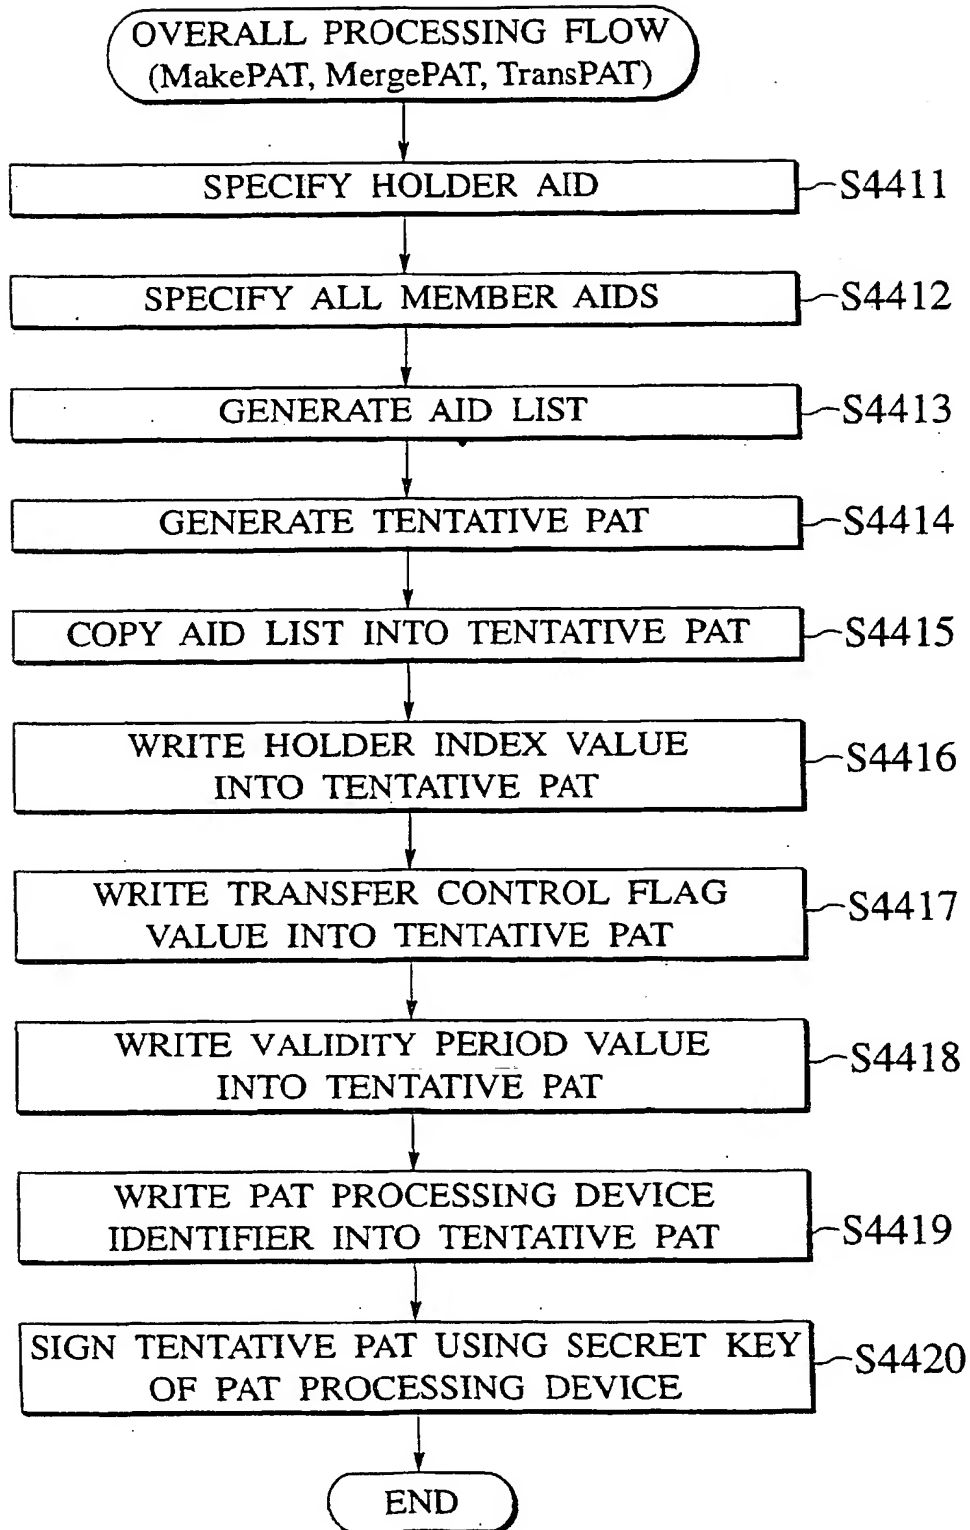 OVERALL PROCESSING FLOW
(MakePAT, MergePAT, TransPAT)
SPECIFY HOLDER AID
S4411
SPECIFY ALL MEMBER AIDS
S4412
GENERATE AID LIST
S4413
GENERATE TENTATIVE PAT
S4414
COPY AID LIST INTO TENTATIVE PAT
S4415
WRITE HOLDER INDEX VALUE
INTO TENTATIVE PAT
S4416
WRITE TRANSFER CONTROL FLAG
VALUE INTO TENTATIVE PAT
S4417
WRITE VALIDITY PERIOD VALUE
INTO TENTATIVE PAT
S4418
WRITE PAT PROCESSING DEVICE
IDENTIFIER INTO TENTATIVE PAT
S4419
SIGN TENTATIVE PAT USING SECRET KEY
OF PAT PROCESSING DEVICE
S4420
END